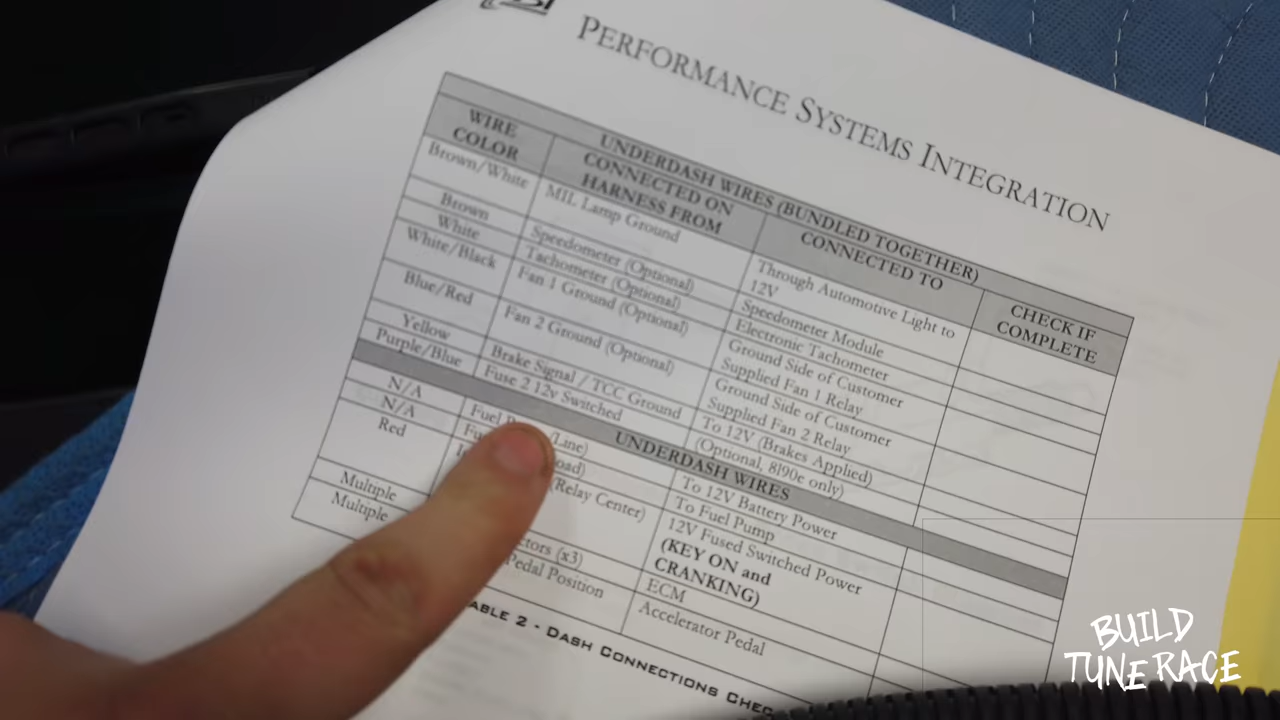 PERFORMANCE SYSTEMS INTEGRATION
UNDERDASH WIRES (BUNDLED TOGETHER)
WIRE COLOR CONNECTED ON HARNESS FROM CONNECTED TO CHECK IF COMPLETE
Brown/White MIL Lamp Ground Through Automotive Light to 12V
Brown Speedometer (Optional) Speedometer Module
White Tachometer (Optional) Electronic Tachometer
White/Black Fan 1 Ground (Optional) Ground Side of Customer Supplied Fan 1 Relay
Blue/Red Fan 2 Ground (Optional) Ground Side of Customer Supplied Fan 2 Relay
Yellow Brake Signal / TCC Ground To 12V (Brakes Applied) (Optional, 8l90e only)
Purple/Blue Fuse 2 12v Switched
UNDERDASH WIRES
N/A Fuel /Line) To 12V Battery Power
N/A To Fuel Pump
Red (Relay Center) 12V Fused Switched Power (KEY ON and CRANKING)
Multiple (x3) ECM
Multiple Pedal Position Accelerator Pedal
2 - DASH CONNECTIONS
BUILD
TUNE RACE